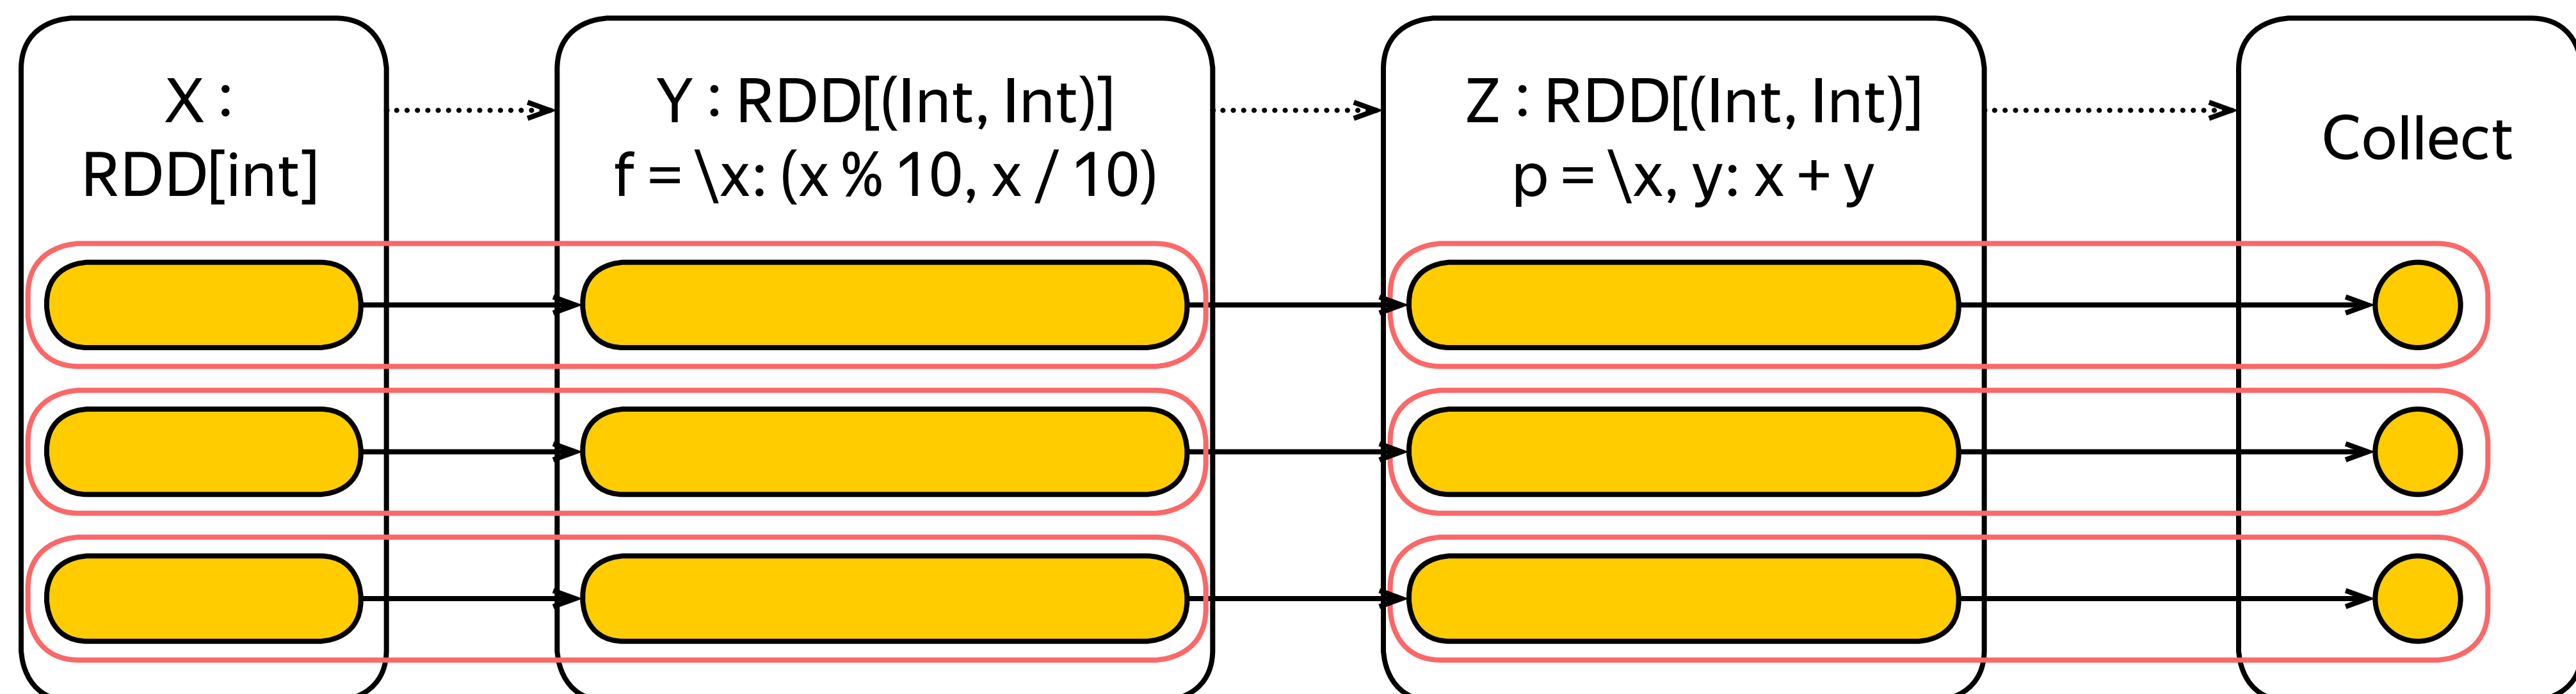 X :
RDD[int]
Y : RDD[(Int, Int)]
f = \x: (x % 10, x / 10)
Z : RDD[(Int, Int)]
p = \x, y: x + y
Collect